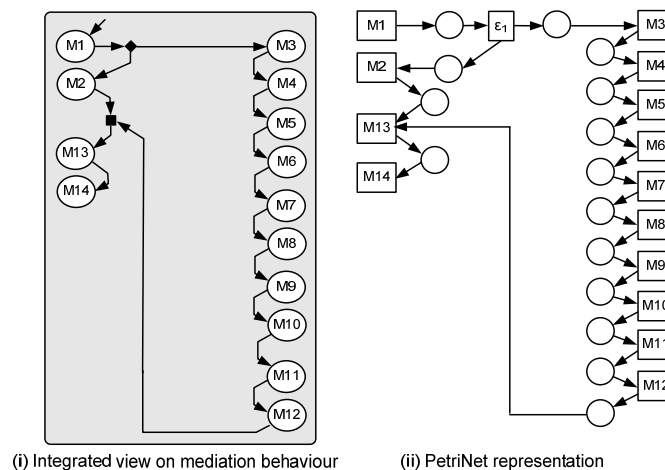 M1
M2
M13
M14
M3
M4
M5
M6
M7
M8
M9
M10
M11
M12
(i) Integrated view on mediation behaviour
M1
ε1
M2
M13
M14
M3
M4
M5
M6
M7
M8
M9
M10
M11
M12
(ii) PetriNet representation